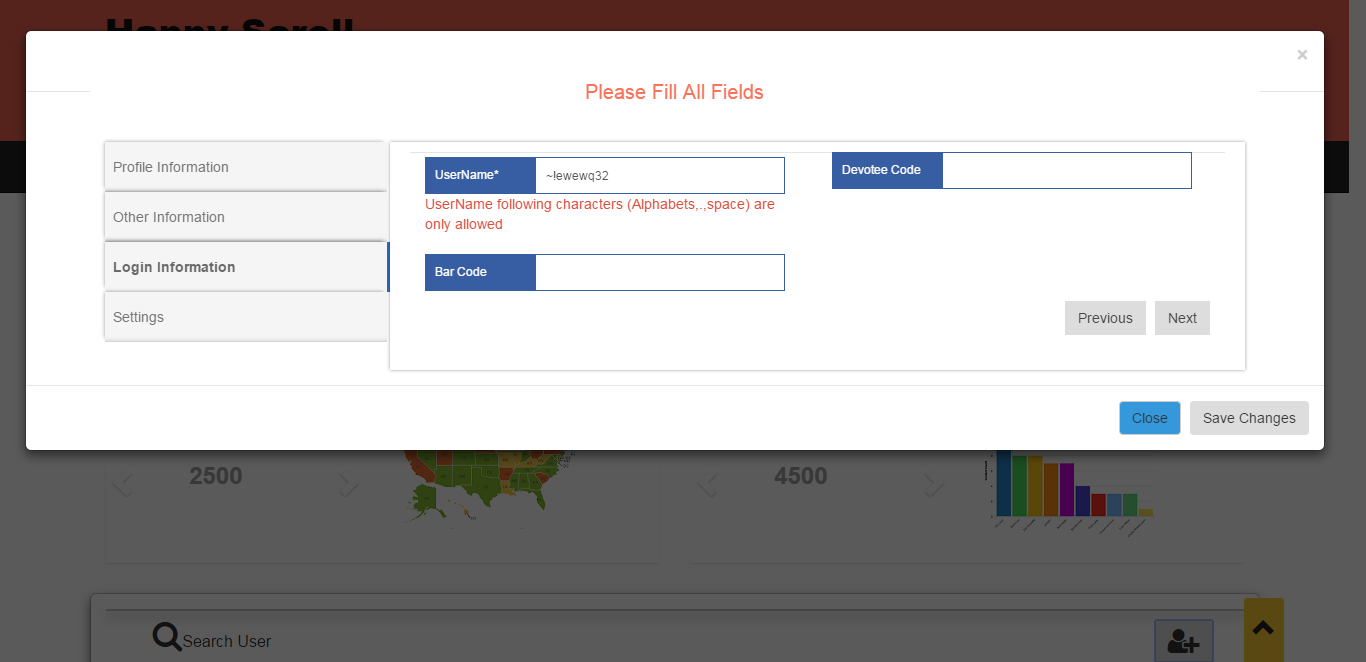 Happy Scroll
×
Please Fill All Fields
Profile Information
Other Information
Login Information
Settings
UserName*
~!ewewq32
UserName following characters (Alphabets,.,space) are
only allowed
Devotee Code
Bar Code
Previous
Next
Close
Save Changes
2500
4500
Search User